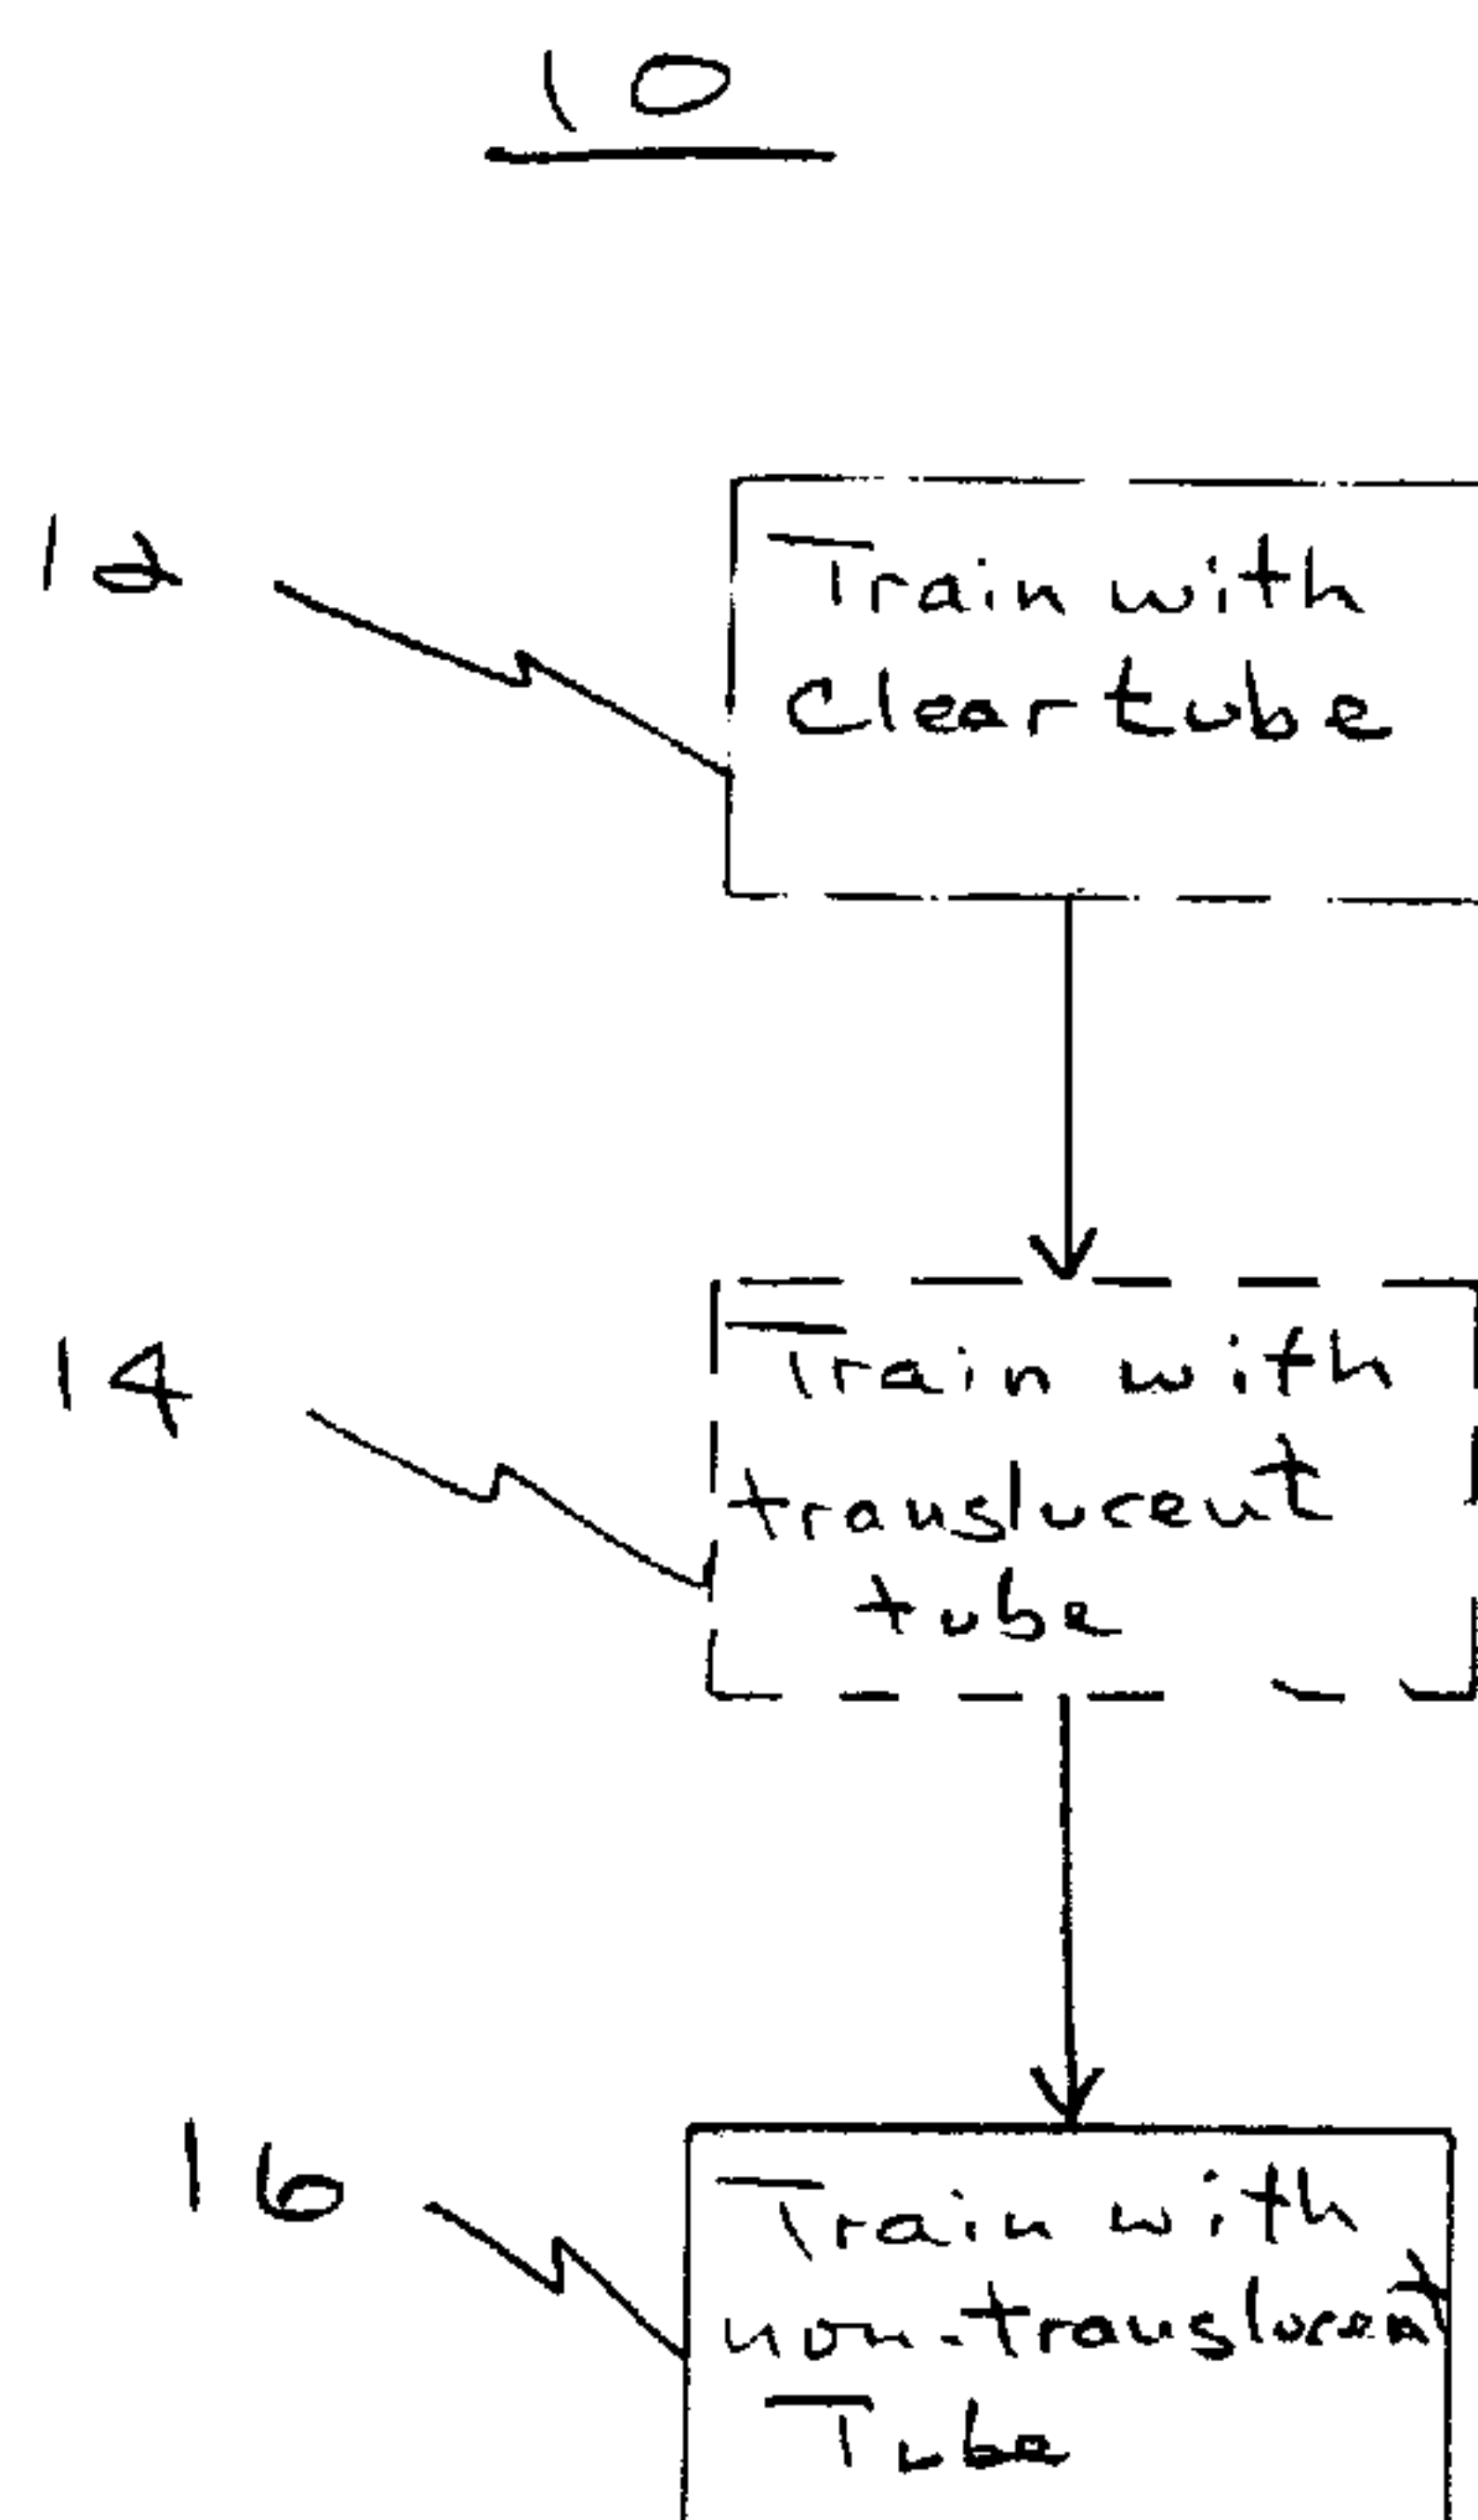 10
12
Train with
Clear tube
14
Train with
translucent
tube
16
Train with
non-translucent
Tube